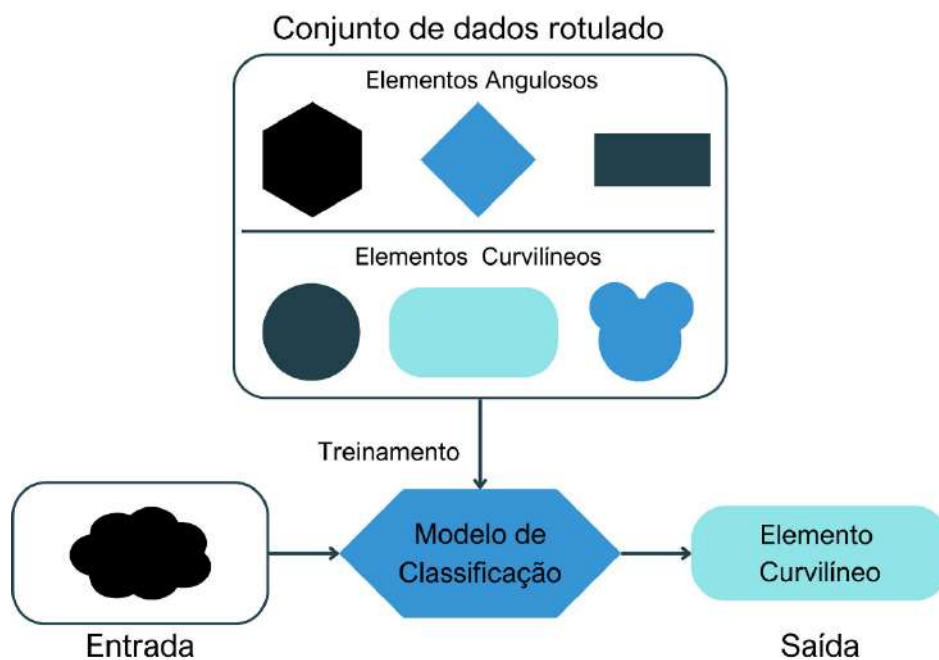 Conjunto de dados rotulado
Elementos Angulosos
Elementos Curvilíneos
Treinamento
Modelo de
Classificação
Elemento
Curvilíneo
Entrada
Saída